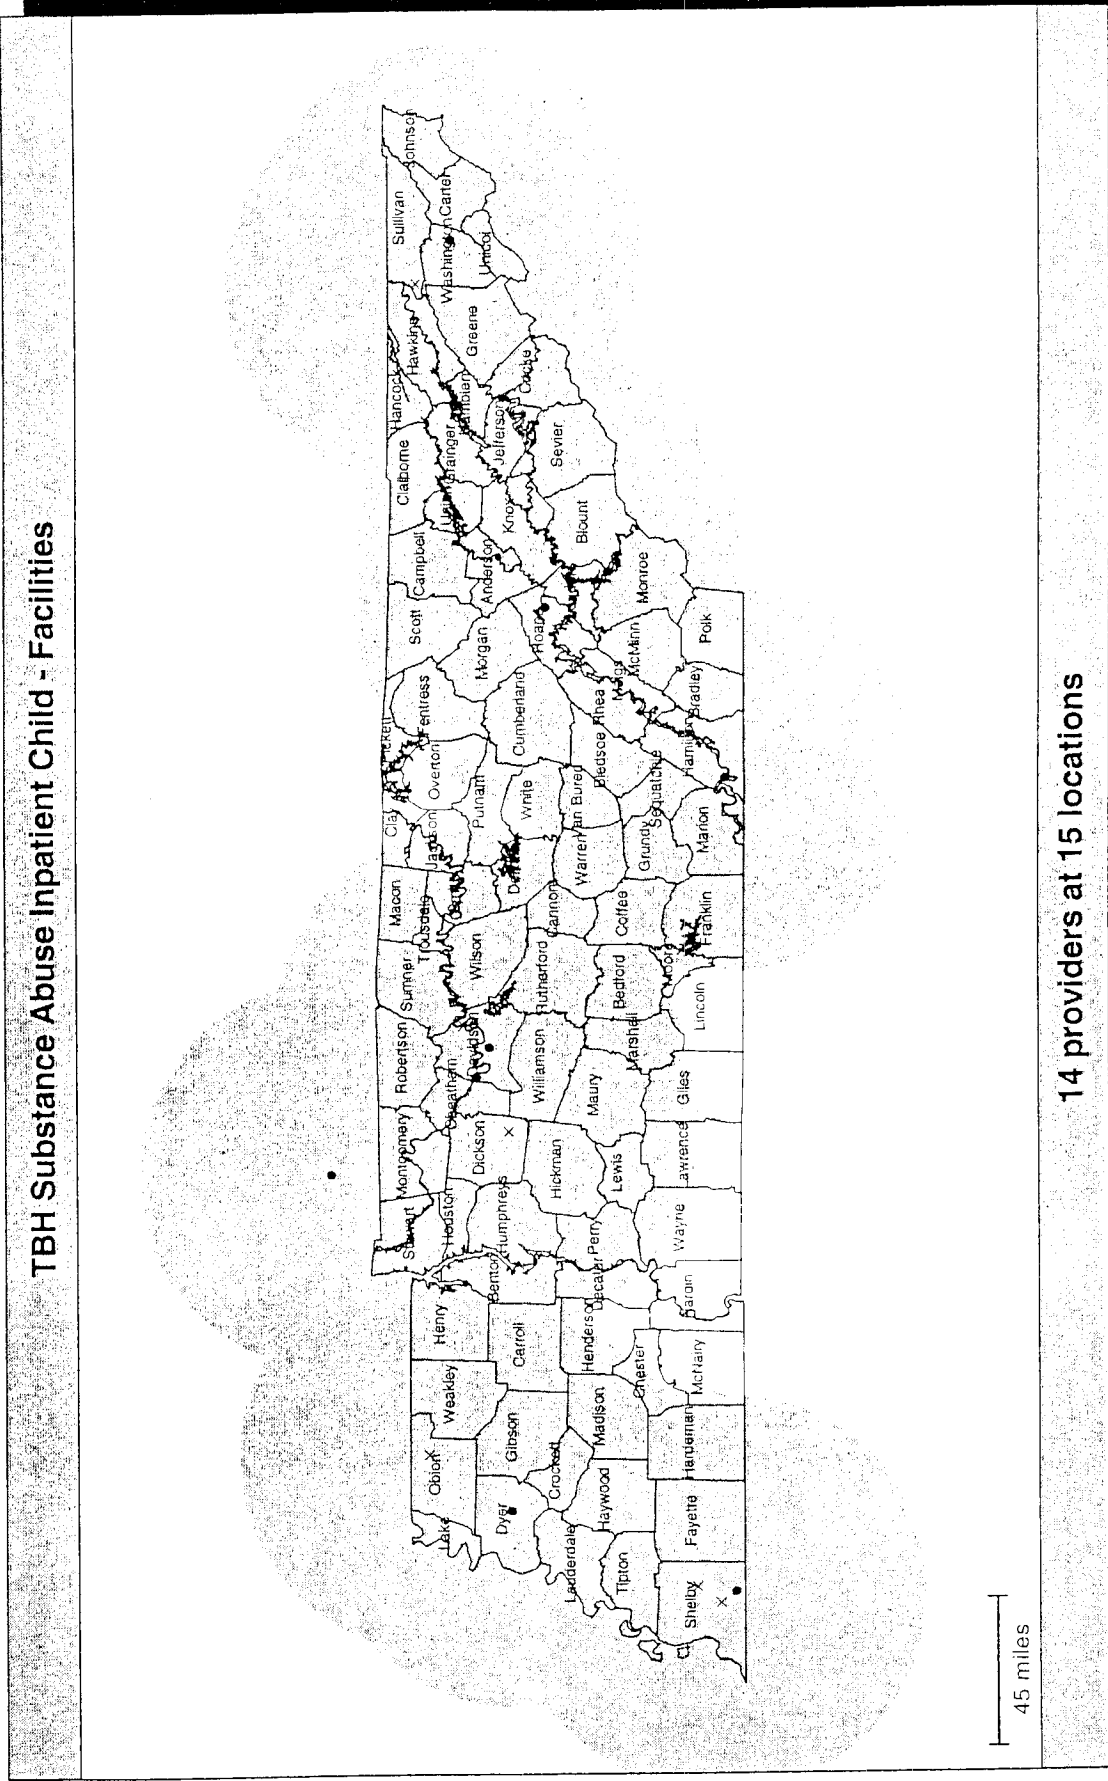 TBH Substance Abuse Inpatient Child - Facilities
Lake
Obion
Weakley
Henry
Stewart
Montgomery
Robertson
Sumner
Macon
Trousdale
Clay
Fentress
Scott
Campbell
Claiborne
Hancock
Hawkins
Sullivan
Johnson
Dyer
Gibson
Carroll
Benton
Houston
Humphreys
Dickson
Cheatham
Davidson
Wilson
Jackson
Overton
Putnam
Morgan
Anderson
Union
Grainger
Hamblen
Greene
Washington
Carter
Unicoi
Lauderdale
Crockett
Madison
Henderson
Decatur
Perry
Hickman
Williamson
Rutherford
Cannon
White
Cumberland
Roane
Knox
Jefferson
Cocke
Sevier
Tipton
Haywood
Chester
Lewis
Maury
Marshall
Bedford
Coffee
Warren
Van Buren
Bledsoe
Rhea
Meigs
McMinn
Monroe
Blount
Shelby
Fayette
Hardeman
McNairy
Hardin
Wayne
Lawrence
Giles
Lincoln
Moore
Franklin
Grundy
Sequatchie
Marion
Hamilton
Bradley
Polk
45 miles
14 providers at 15 locations